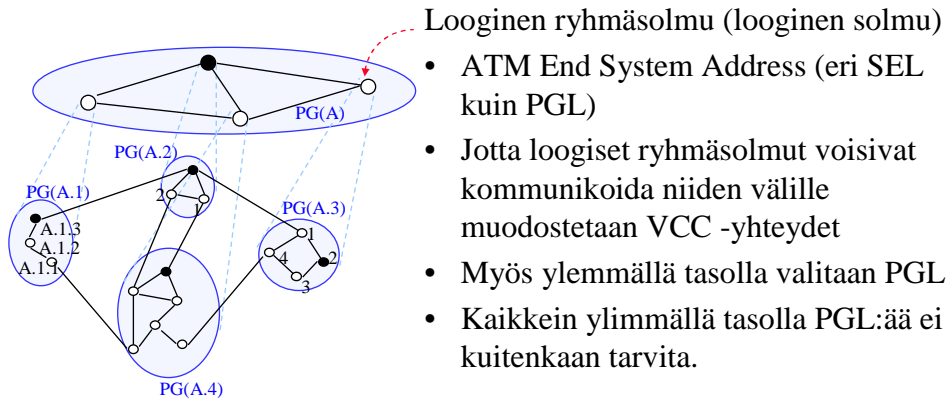 Looginen ryhmäsolmu (looginen solmu)
• ATM End System Address (eri SEL
kuin PGL)
• Jotta loogiset ryhmäsolmut voisivat
kommunikoida niiden välille
muodostetaan VCC -yhteydet
• Myös ylemmällä tasolla valitaan PGL
• Kaikkein ylimmällä tasolla PGL:ää ei
kuitenkaan tarvita.
PG(A)
PG(A.2)
2
1
PG(A.1)
A.1.3
A.1.2
A.1.1
PG(A.3)
1
4
2
3
PG(A.4)